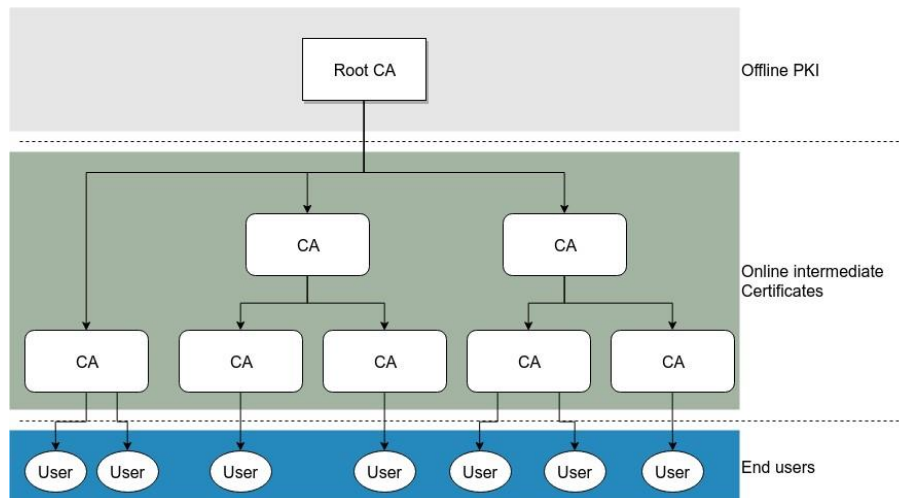 Root CA
Offline PKI
CA
CA
Online intermediate
Certificates
CA
CA
CA
CA
CA
User
User
User
User
User
User
User
End users